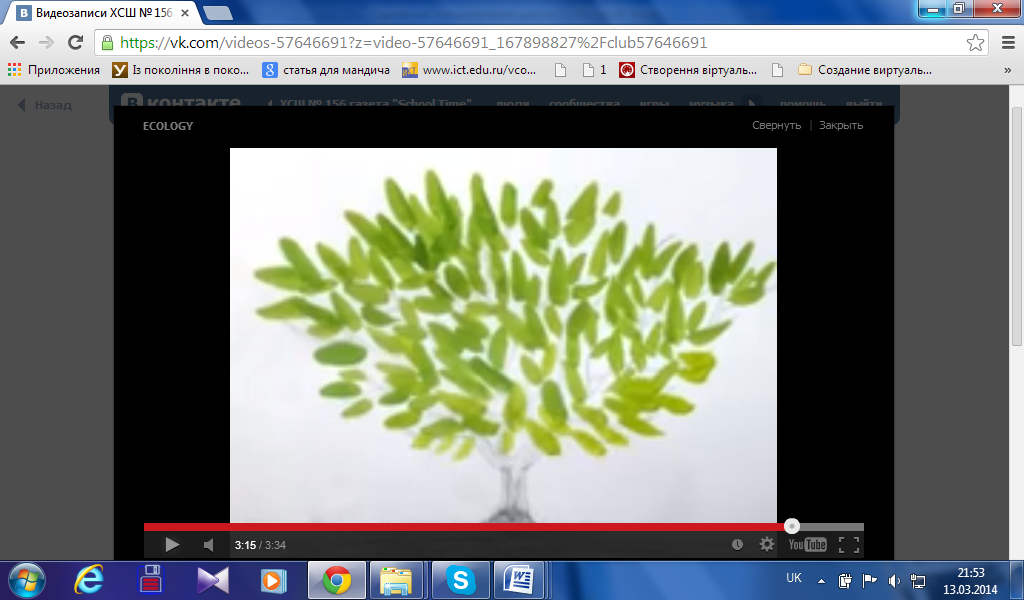 Видеозаписи ХСШ № 156
https://vk.com/videos-57646691?z=video-57646691_167898827%2Fclub57646691
Приложения Із покоління в поко... статья для мандича www.ict.edu.ru/vco... 1 Створення віртуаль... Создание виртуаль... »
Назад
В контакте ХСШ № 156 газета "School Time" люди сообщества игры музыка помощь выйти
ECOLOGY Свернуть | Закрыть
3:15 / 3:34 YouTube
UK 21:53
13.03.2014